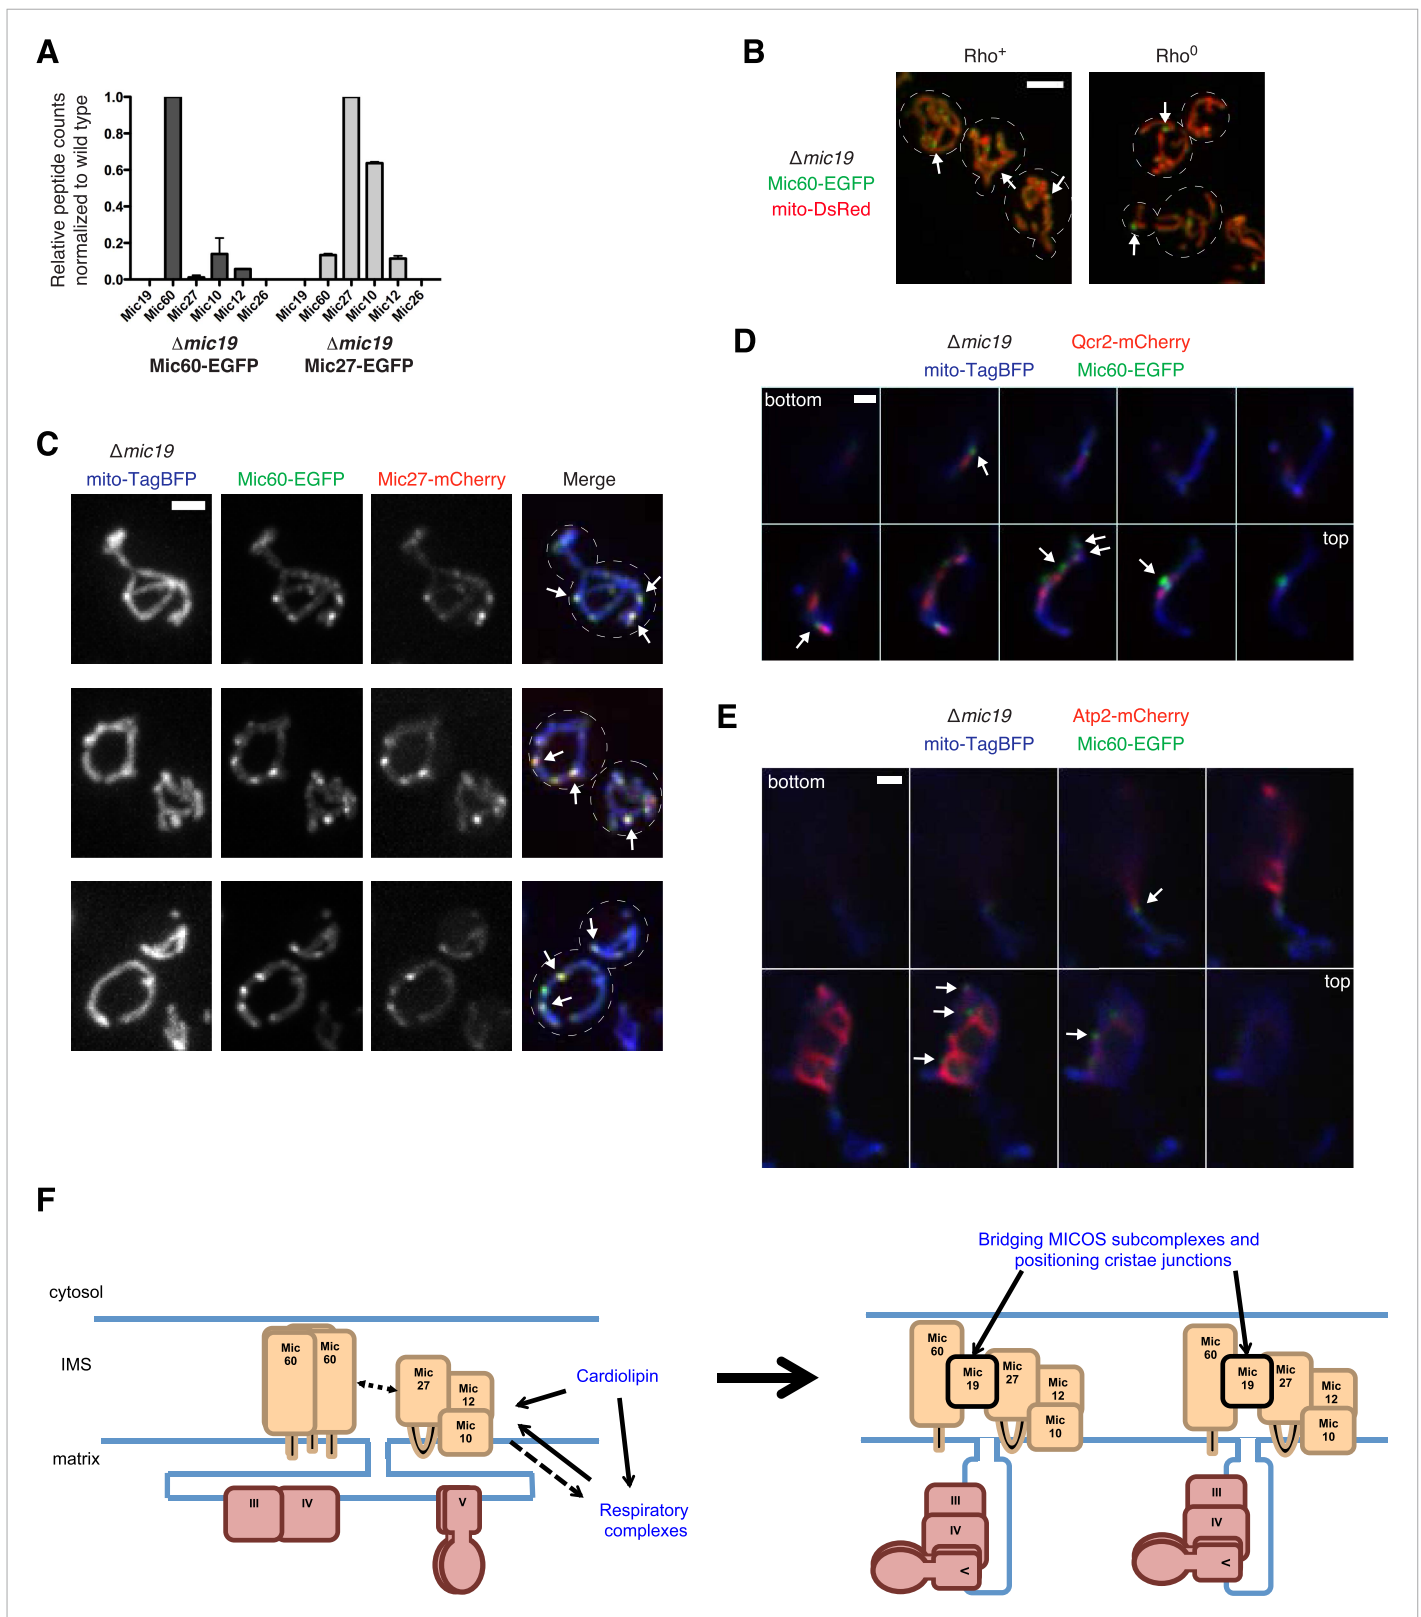 A
Relative peptide counts
normalized to wild type
1.0
0.8
0.6
0.4
0.2
0.0
Mic19
Mic60
Mic27
Mic10
Mic12
Mic26
Mic19
Mic60
Mic27
Mic10
Mic12
Mic26
Δmic19
Mic60-EGFP
Δmic19
Mic27-EGFP
B
Rho+
Rho0
Δmic19
Mic60-EGFP
mito-DsRed
C
Δmic19
mito-TagBFP
Mic60-EGFP
Mic27-mCherry
Merge
D
Δmic19
Qcr2-mCherry
mito-TagBFP
Mic60-EGFP
bottom
top
E
Δmic19
Atp2-mCherry
mito-TagBFP
Mic60-EGFP
bottom
top
F
cytosol
IMS
matrix
Mic
60
Mic
60
Mic
27
Mic
12
Mic
10
III
IV
V
Cardiolipin
Respiratory
complexes
Bridging MICOS subcomplexes and
positioning cristae junctions
Mic
60
Mic
19
Mic
27
Mic
12
Mic
10
III
IV
V
Mic
60
Mic
19
Mic
27
Mic
12
Mic
10
III
IV
V